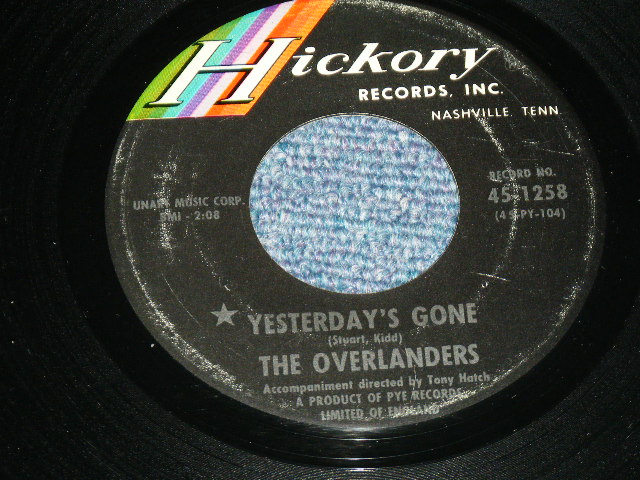 Hickory
RECORDS, INC.
NASHVILLE, TENN
UNART MUSIC CORP.
BMI - 2:08
RECORD NO.
45-1258
(45-PY-104)
★ YESTERDAY'S GONE
(Stuart, Kidd)
THE OVERLANDERS
Accompaniment directed by Tony Hatch
A PRODUCT OF PYE RECORDS
LIMITED OF ENGLAND